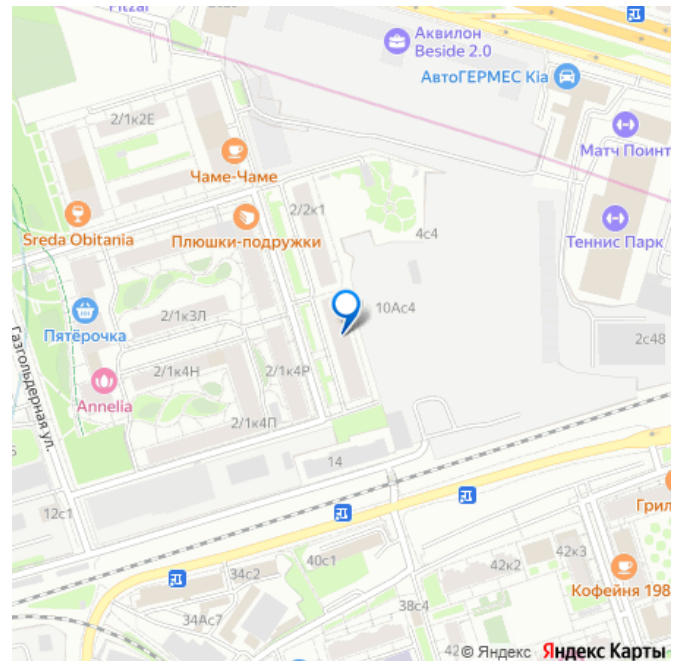 Аквилон
Beside 2.0
АвтоГЕРМЕС Kia
2/1к2Е
Матч Поинт
Чаме-Чаме
2/2к1
Sreda Obitania
Плюшки-подружки
4с4
Теннис Парк
10Ас4
Пятёрочка
2/1к3Л
2с48
Газгольдерная ул.
2/1к4Н
2/1к4Р
Annelia
2/1к4П
14
12с1
Грил
40с1
42к3
34с2
42к2
Кофейня 198
34Ас7
38с4
42
© Яндекс Яндекс Карты